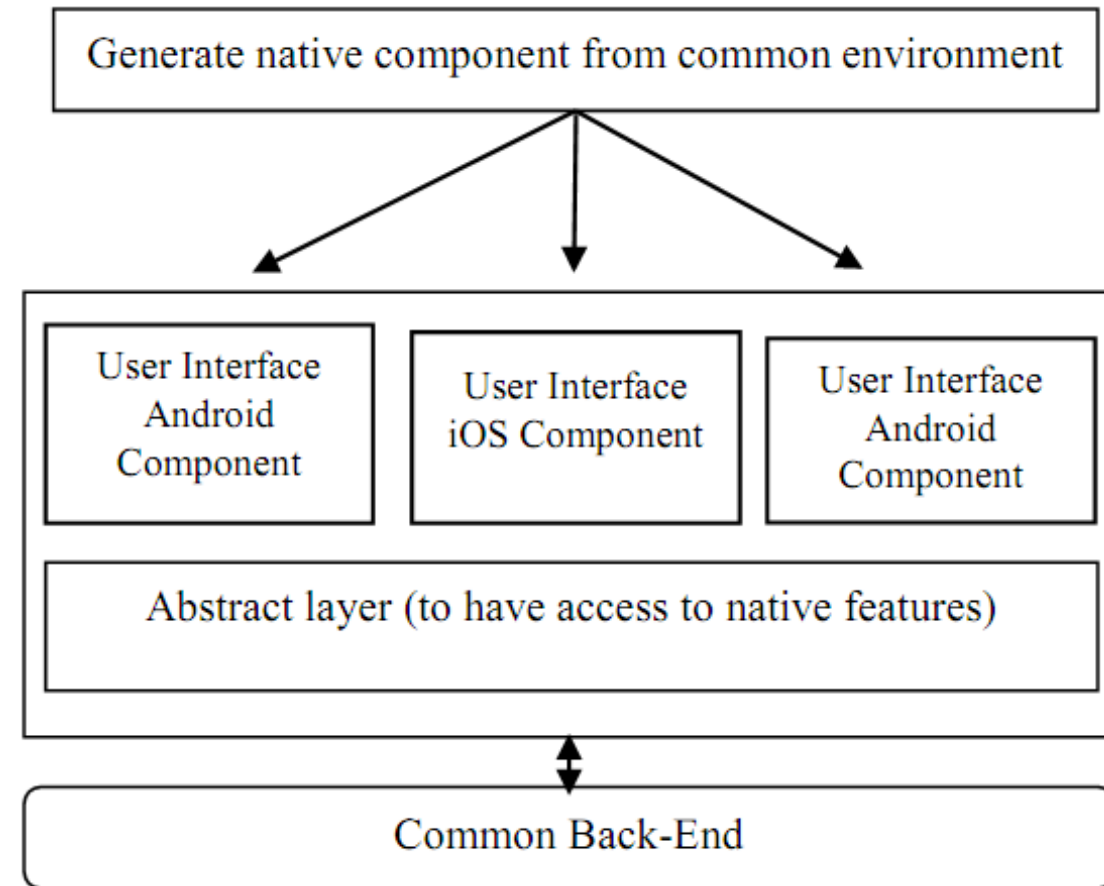 Generate native component from common environment
User Interface
Android
Component
User Interface
iOS Component
User Interface
Android
Component
Abstract layer (to have access to native features)
Common Back-End